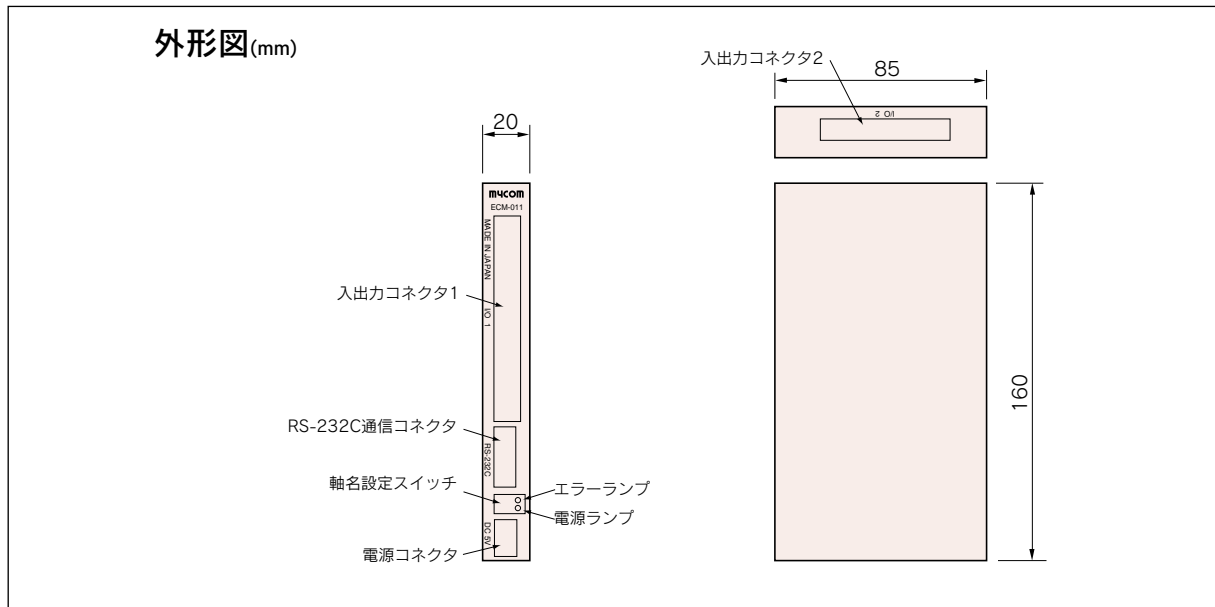 外形図(mm)
入出力コネクタ2
85
I/O 2
20
mycom
ECM-011
MADE IN JAPAN
I/O 1
入出力コネクタ1
160
RS-232C通信コネクタ
RS-232C
軸名設定スイッチ
エラーランプ
電源ランプ
DC 5V
電源コネクタ